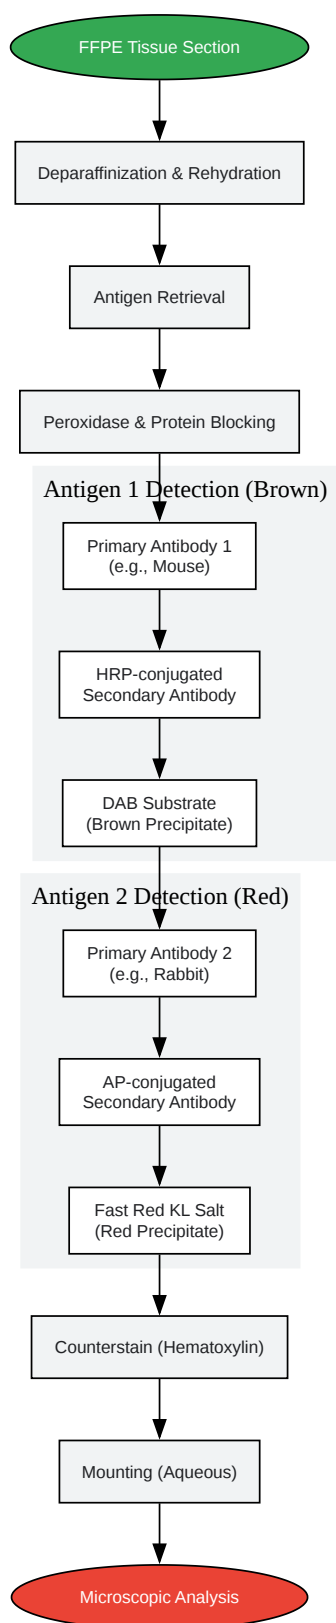 FFPE Tissue Section
Deparaffinization & Rehydration
Antigen Retrieval
Peroxidase & Protein Blocking
Antigen 1 Detection (Brown)
Primary Antibody 1
(e.g., Mouse)
HRP-conjugated
Secondary Antibody
DAB Substrate
(Brown Precipitate)
Antigen 2 Detection (Red)
Primary Antibody 2
(e.g., Rabbit)
AP-conjugated
Secondary Antibody
Fast Red KL Salt
(Red Precipitate)
Counterstain (Hematoxylin)
Mounting (Aqueous)
Microscopic Analysis